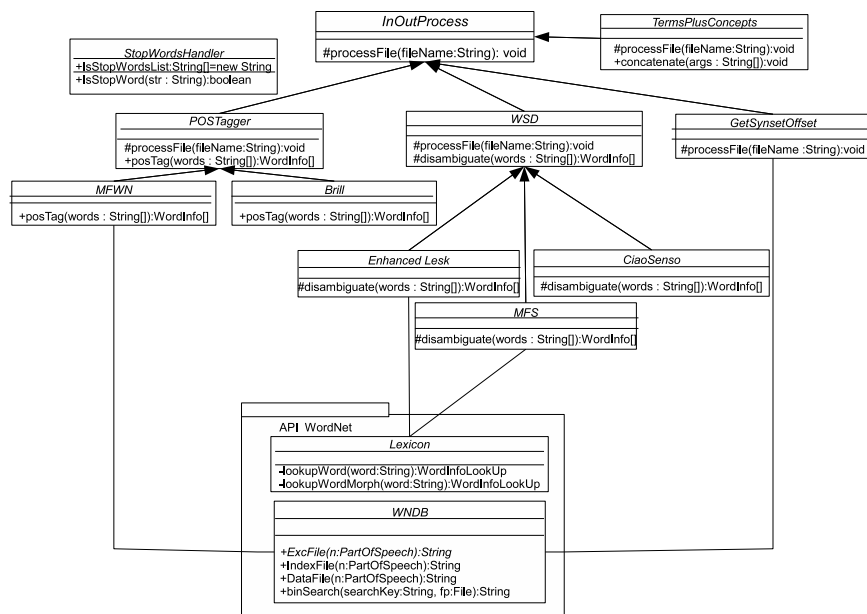 InOutProcess
#processFile(fileName:String): void
TermsPlusConcepts
#processFile(fileName:String):void
+concatenate(args : String[]):void
StopWordsHandler
+IsStopWordsList:String[]=new String
+IsStopWord(str : String):boolean
POSTagger
#processFile(fileName:String):void
+posTag(words : String[]):WordInfo[]
WSD
#processFile(fileName:String):void
#disambiguate(words : String[]):WordInfo[]
GetSynsetOffset
#processFile(fileName :String):void
MFWN
+posTag(words : String[]):WordInfo[]
Brill
+posTag(words : String[]):WordInfo[]
Enhanced Lesk
#disambiguate(words : String[]):WordInfo[]
CiaoSenso
#disambiguate(words : String[]):WordInfo[]
MFS
#disambiguate(words : String[]):WordInfo[]
API WordNet
Lexicon
-lookupWord(word:String):WordInfoLookUp
-lookupWordMorph(word:String):WordInfoLookUp
WNDB
+ExcFile(n:PartOfSpeech):String
+IndexFile(n:PartOfSpeech):String
+DataFile(n:PartOfSpeech):String
+binSearch(searchKey:String, fp:File):String